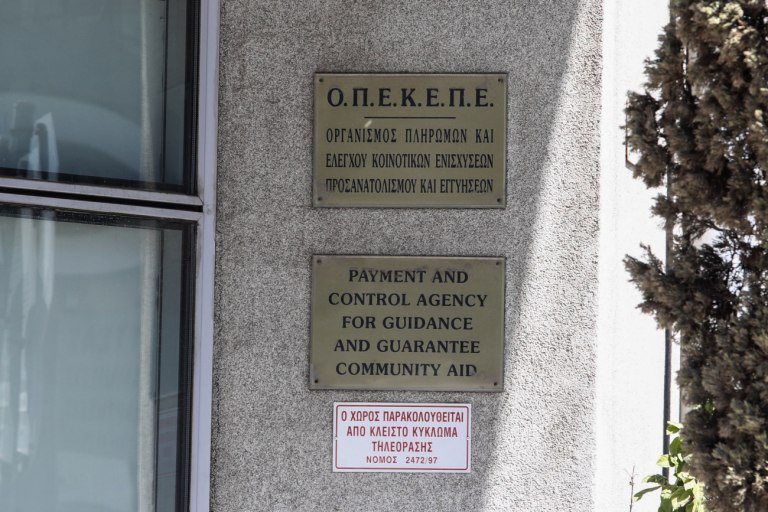 Ο.Π.Ε.Κ.Ε.Π.Ε.
ΟΡΓΑΝΙΣΜΟΣ ΠΛΗΡΩΜΩΝ ΚΑΙ
ΕΛΕΓΧΟΥ ΚΟΙΝΟΤΙΚΩΝ ΕΝΙΣΧΥΣΕΩΝ
ΠΡΟΣΑΝΑΤΟΛΙΣΜΟΥ ΚΑΙ ΕΓΓΥΗΣΕΩΝ
PAYMENT AND
CONTROL AGENCY
FOR GUIDANCE
AND GUARANTEE
COMMUNITY AID
Ο ΧΩΡΟΣ ΠΑΡΑΚΟΛΟΥΘΕΙΤΑΙ
ΑΠΟ ΚΛΕΙΣΤΟ ΚΥΚΛΩΜΑ
ΤΗΛΕΟΡΑΣΗΣ
ΝΟΜΟΣ 2472/97